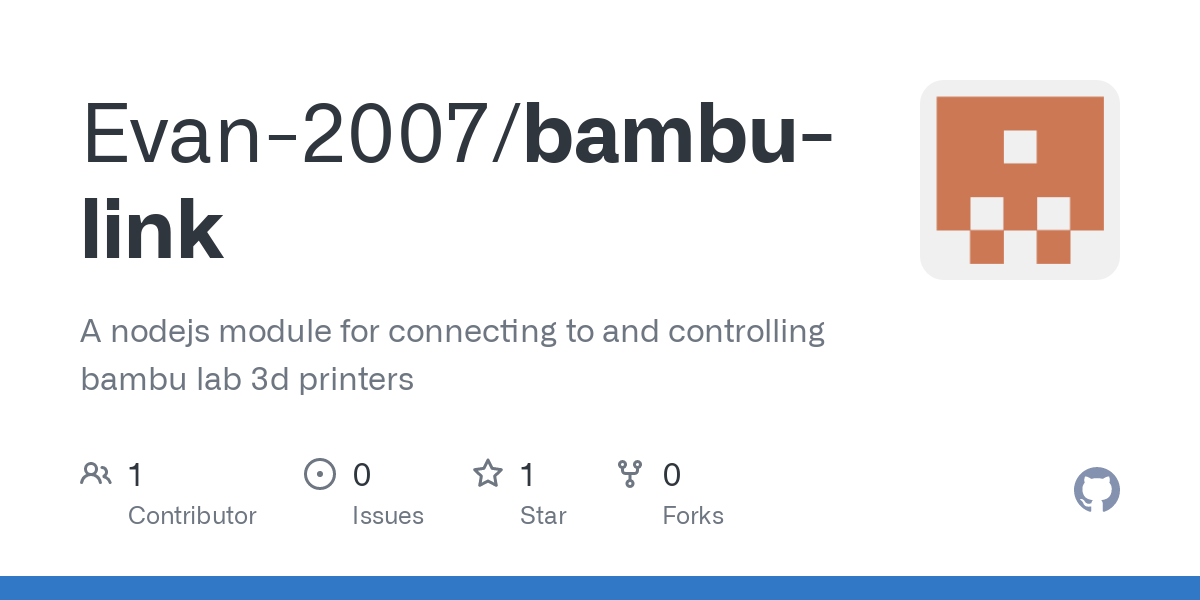 Evan-2007/bambu-
link
A nodejs module for connecting to and controlling
bambu lab 3d printers
1
Contributor
0
Issues
1
Star
0
Forks